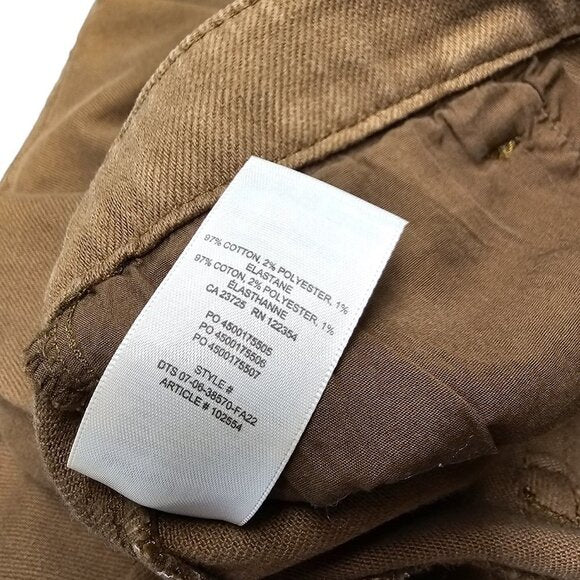 97% COTTON, 2% POLYESTER, 1%
ELASTANE
97% COTON, 2% POLYESTER, 1%
ÉLASTHANNE
CA 23725 RN 122354
PO 4500175505
PO 4500175506
PO 4500175507
STYLE #
DTS 07-06-38570-FA22
ARTICLE # 102554